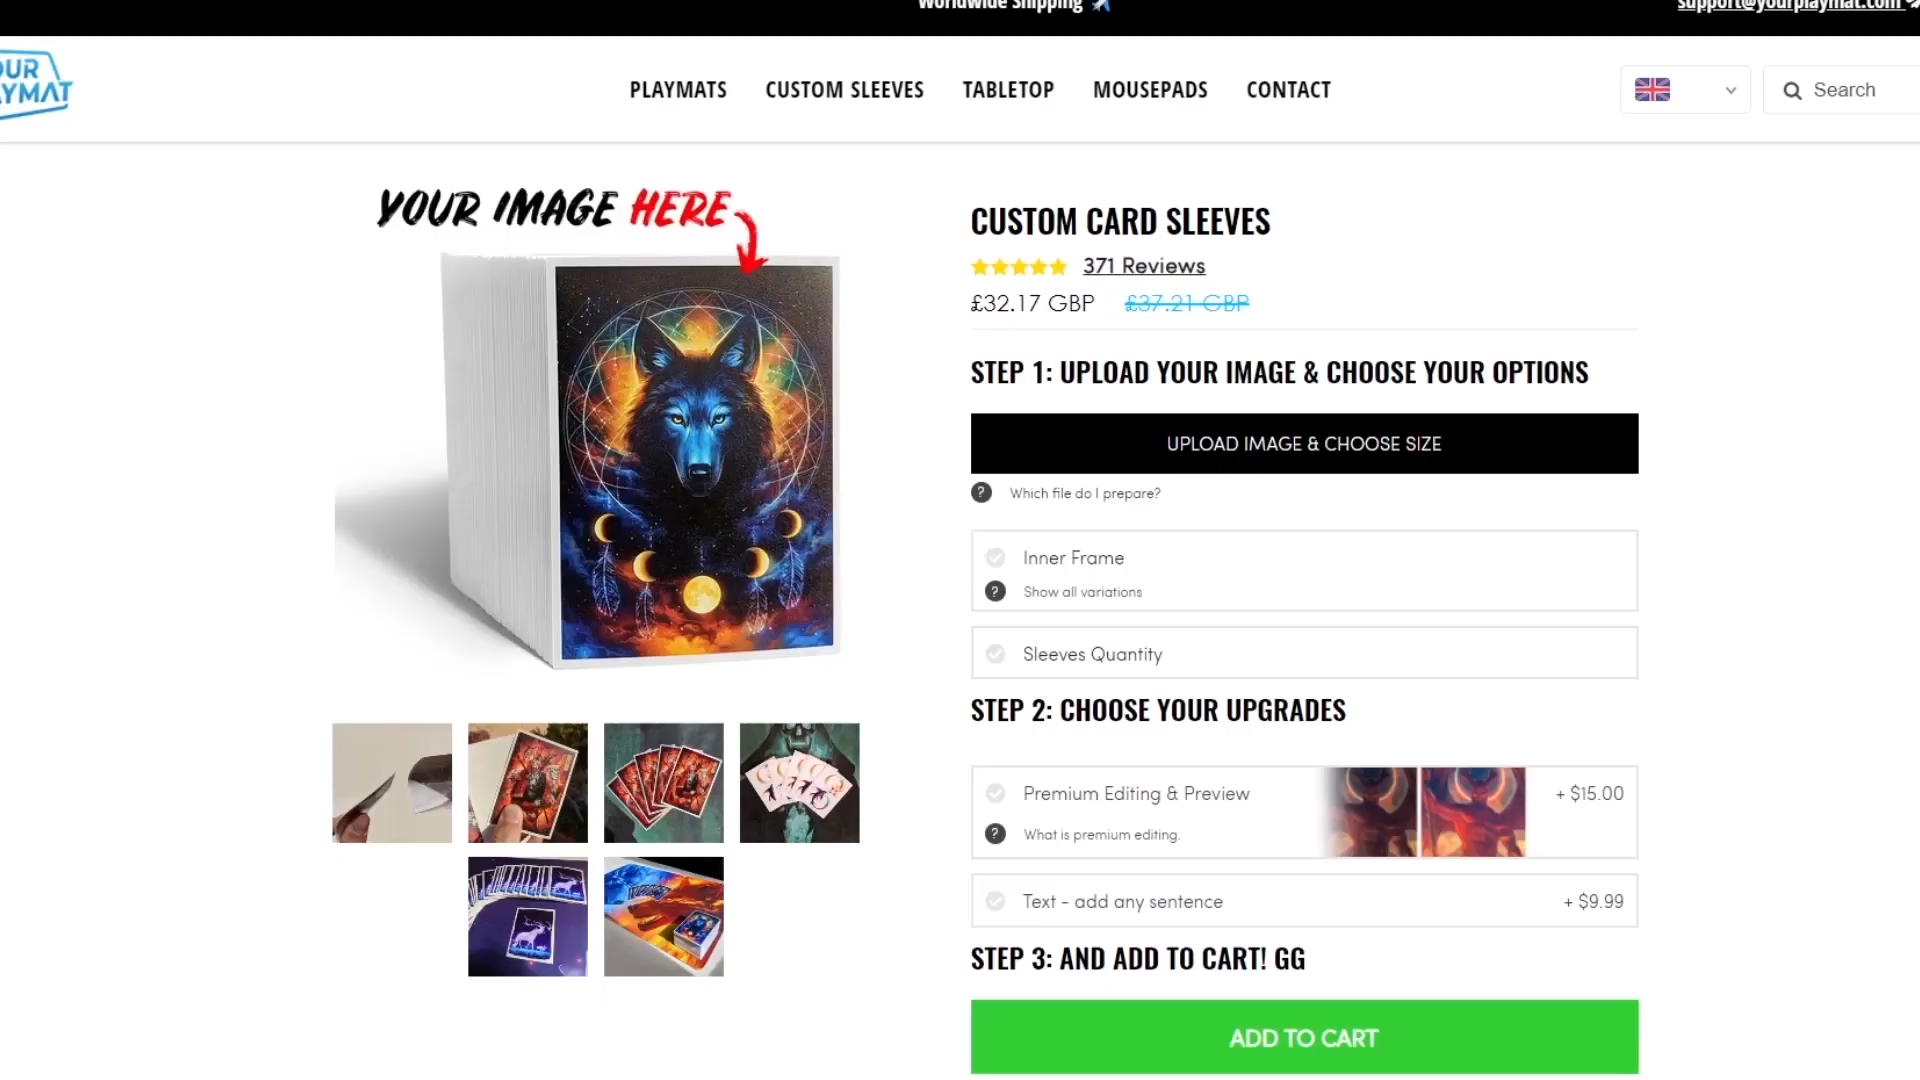 Worldwide Shipping
support@yourplaymat.com
OUR
AYMAT
PLAYMATS
CUSTOM SLEEVES
TABLETOP
MOUSEPADS
CONTACT
Search
YOUR IMAGE HERE
CUSTOM CARD SLEEVES
371 Reviews
£32.17 GBP £37.21 GBP
STEP 1: UPLOAD YOUR IMAGE & CHOOSE YOUR OPTIONS
UPLOAD IMAGE & CHOOSE SIZE
? Which file do I prepare?
Inner Frame
? Show all variations
Sleeves Quantity
STEP 2: CHOOSE YOUR UPGRADES
Premium Editing & Preview + $15.00
? What is premium editing.
Text - add any sentence + $9.99
STEP 3: AND ADD TO CART! GG
ADD TO CART